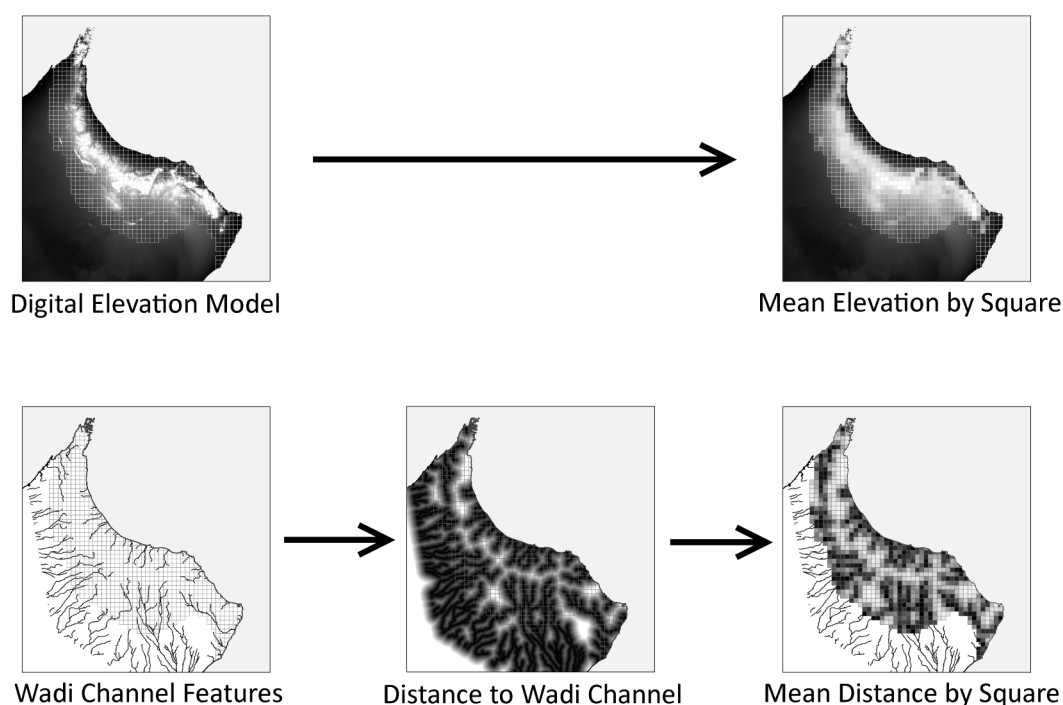 Digital Elevation Model
Mean Elevation by Square
Wadi Channel Features
Distance to Wadi Channel
Mean Distance by Square